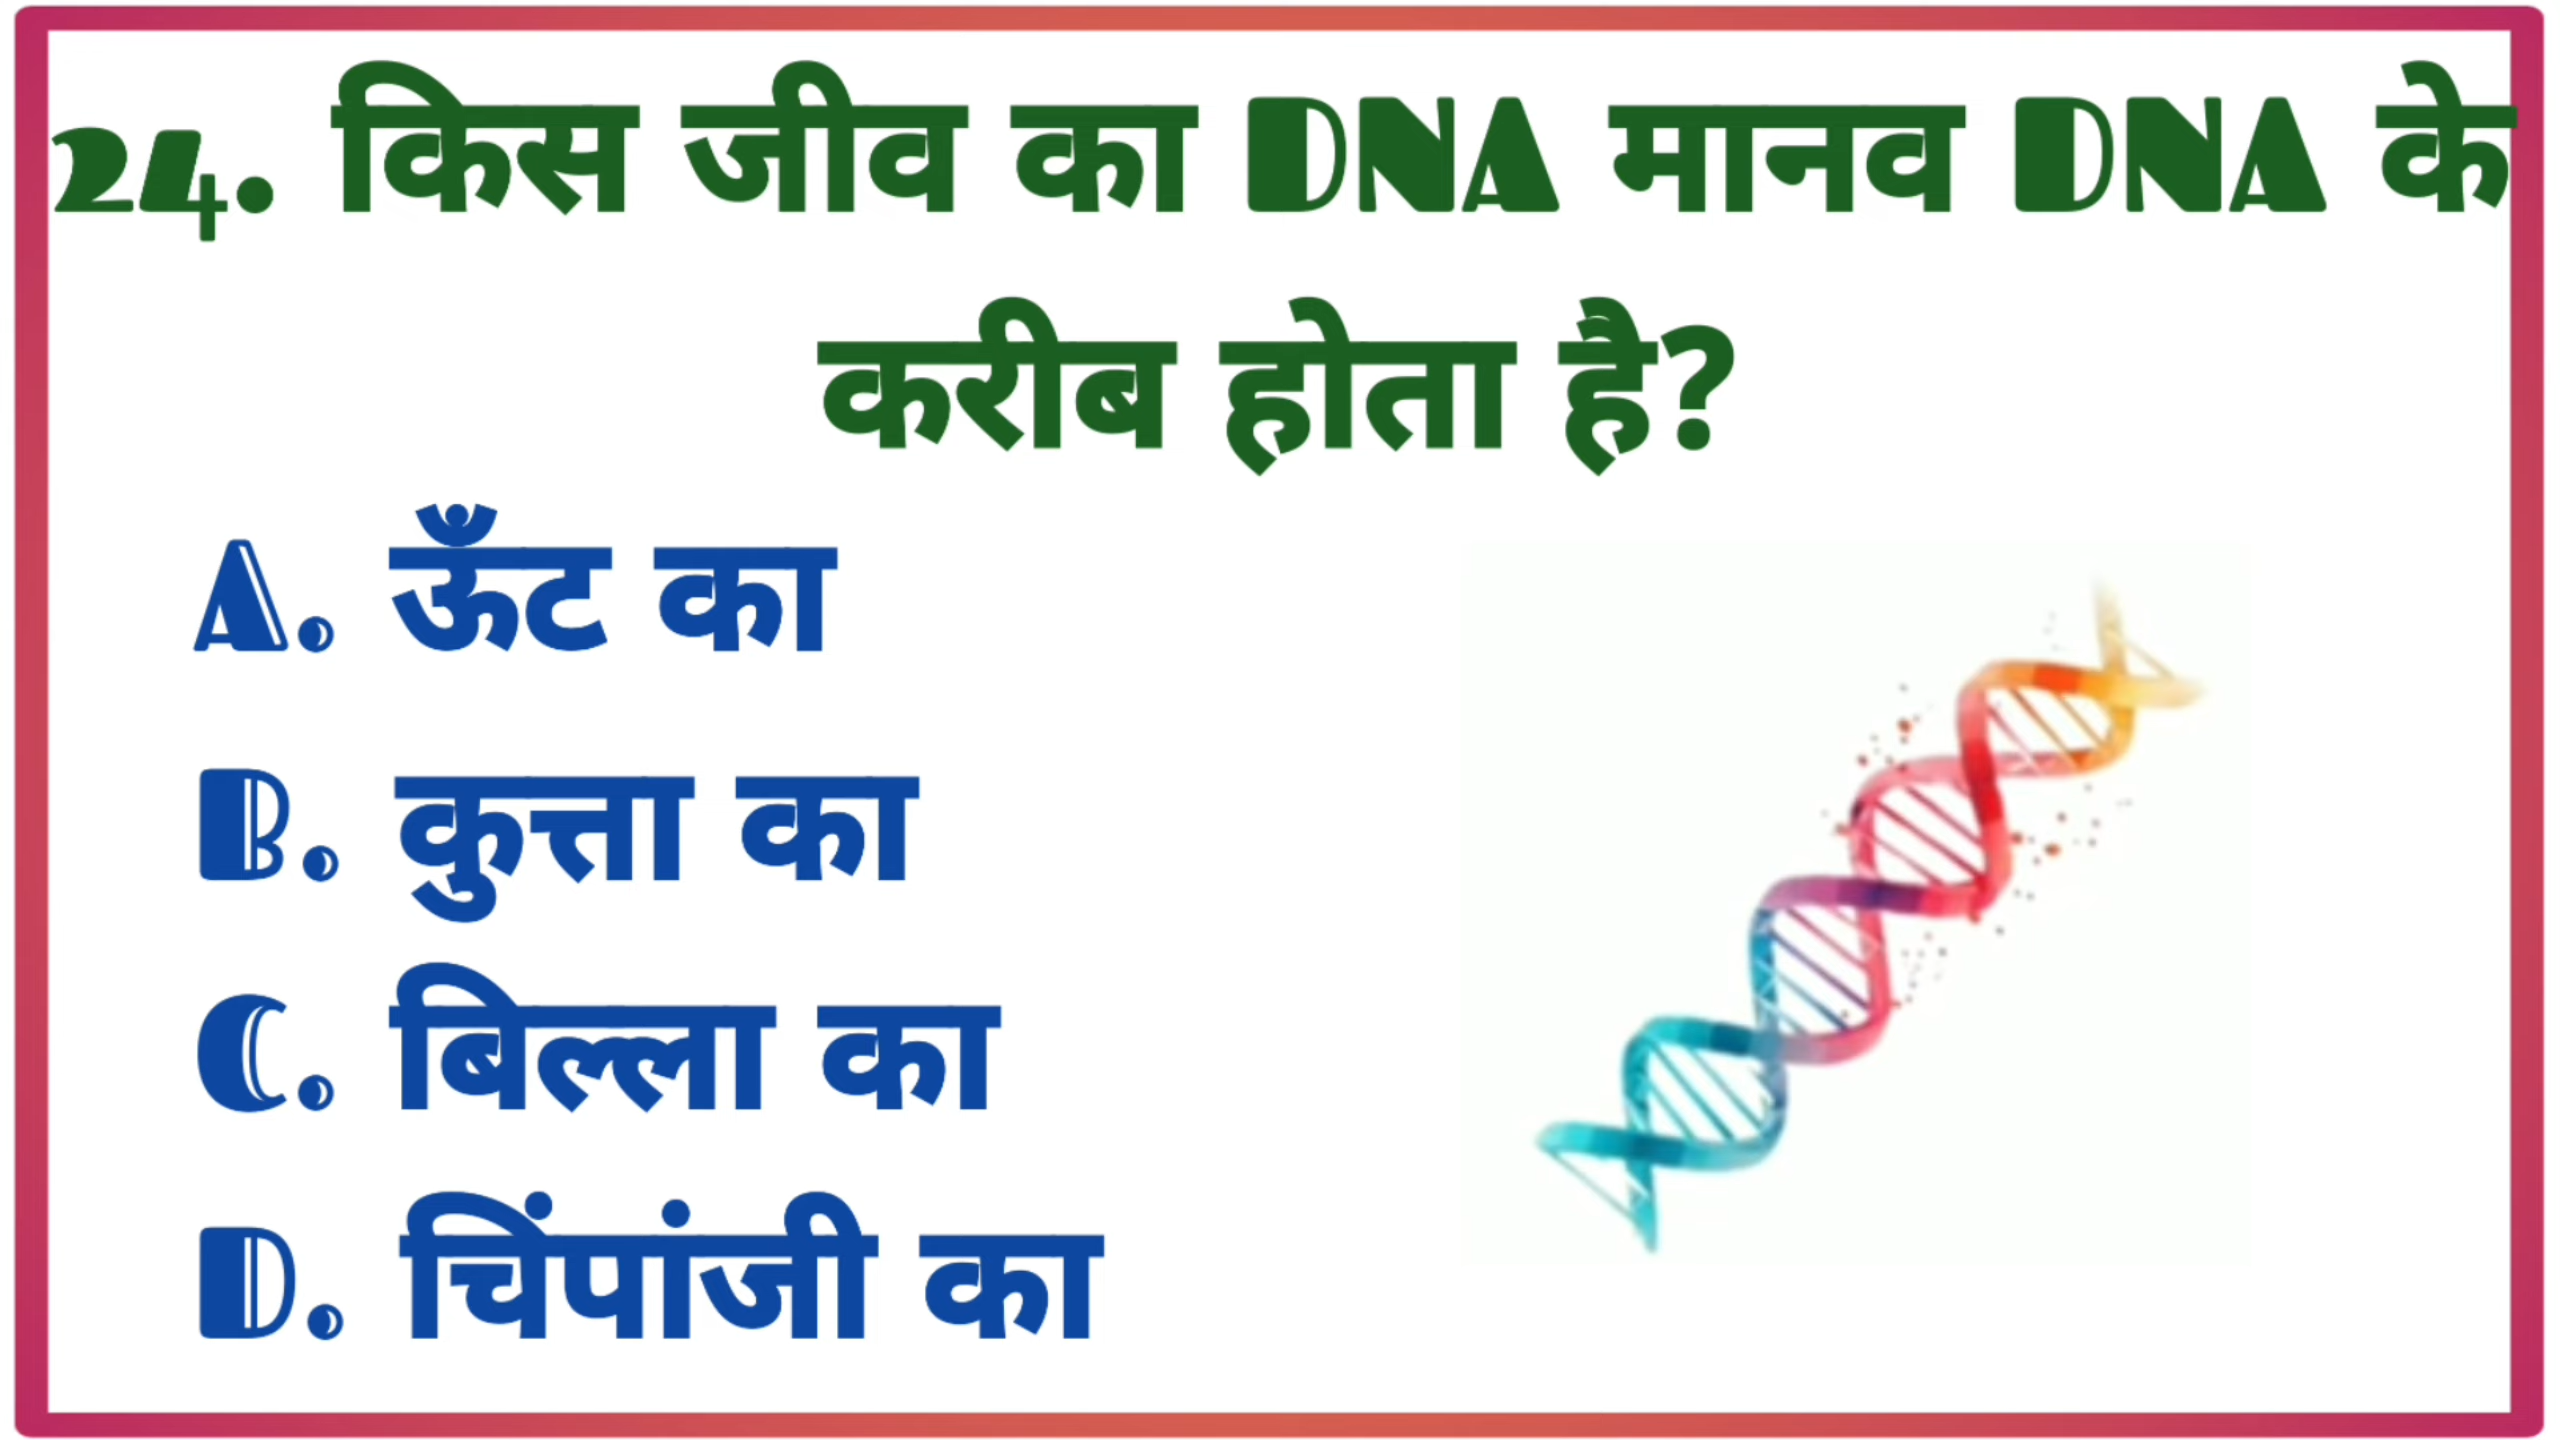 24. किस जीव का DNA मानव DNA के
करीब होता है?
A. ऊँट का
B. कुत्ता का
C. बिल्ला का
D. चिंपांजी का